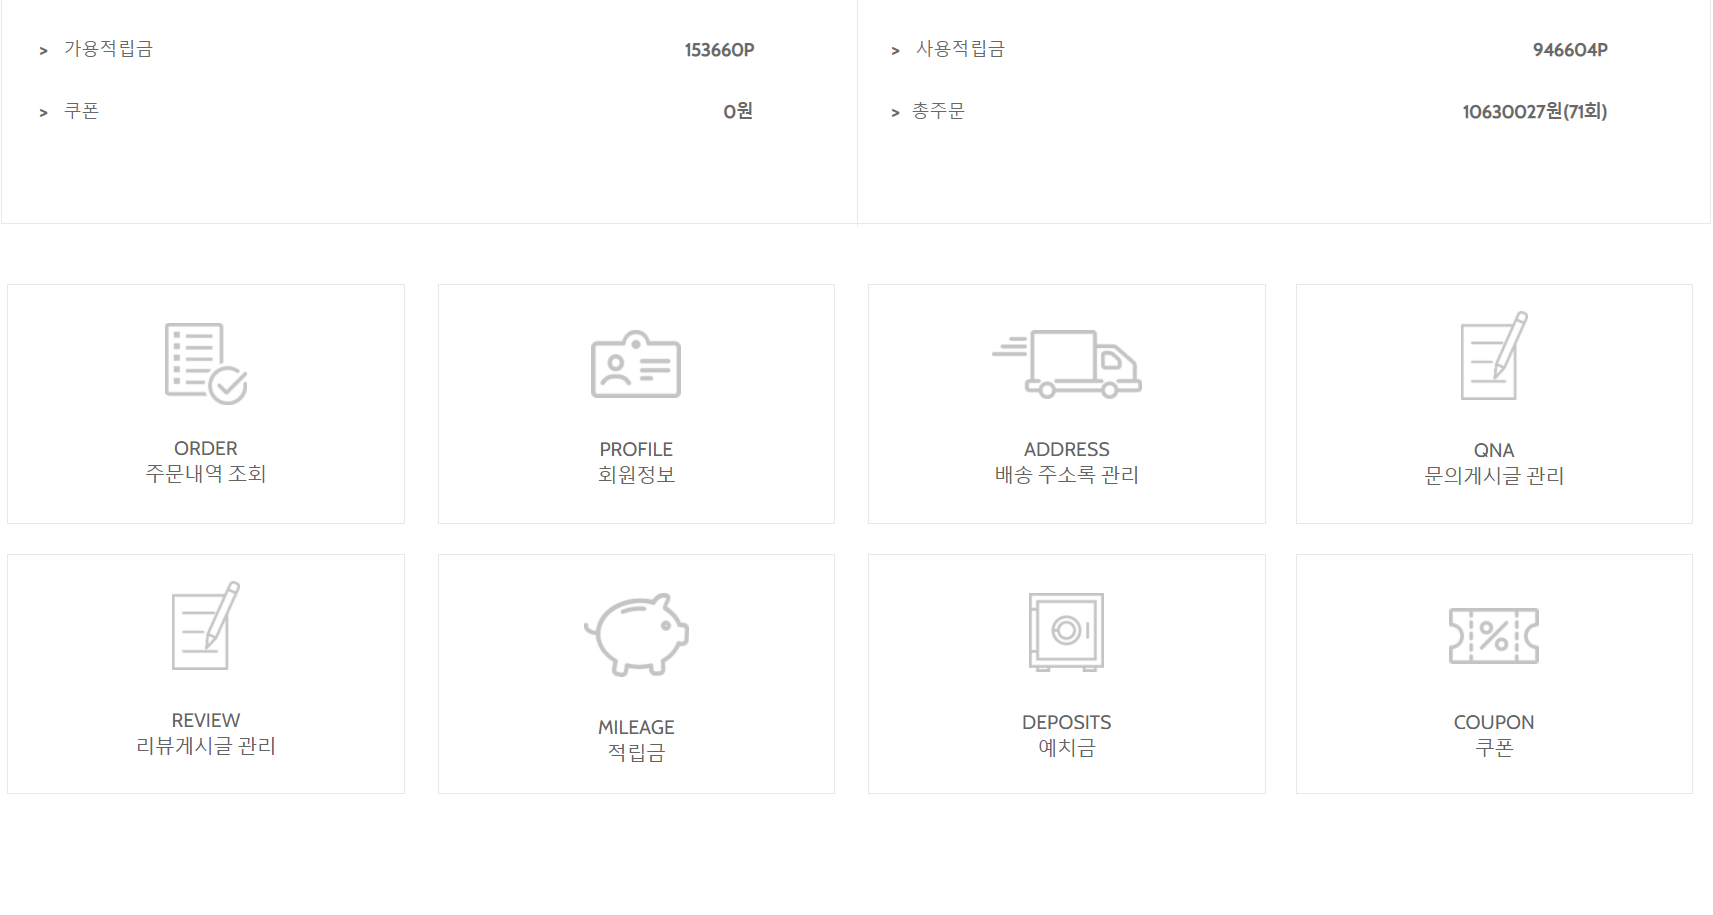 > 가용적립금 153660P
> 사용적립금 946604P
> 쿠폰 0원
> 총주문 10630027원(71회)
ORDER
주문내역 조회
PROFILE
회원정보
ADDRESS
배송 주소록 관리
QNA
문의게시글 관리
REVIEW
리뷰게시글 관리
MILEAGE
적립금
DEPOSITS
예치금
COUPON
쿠폰